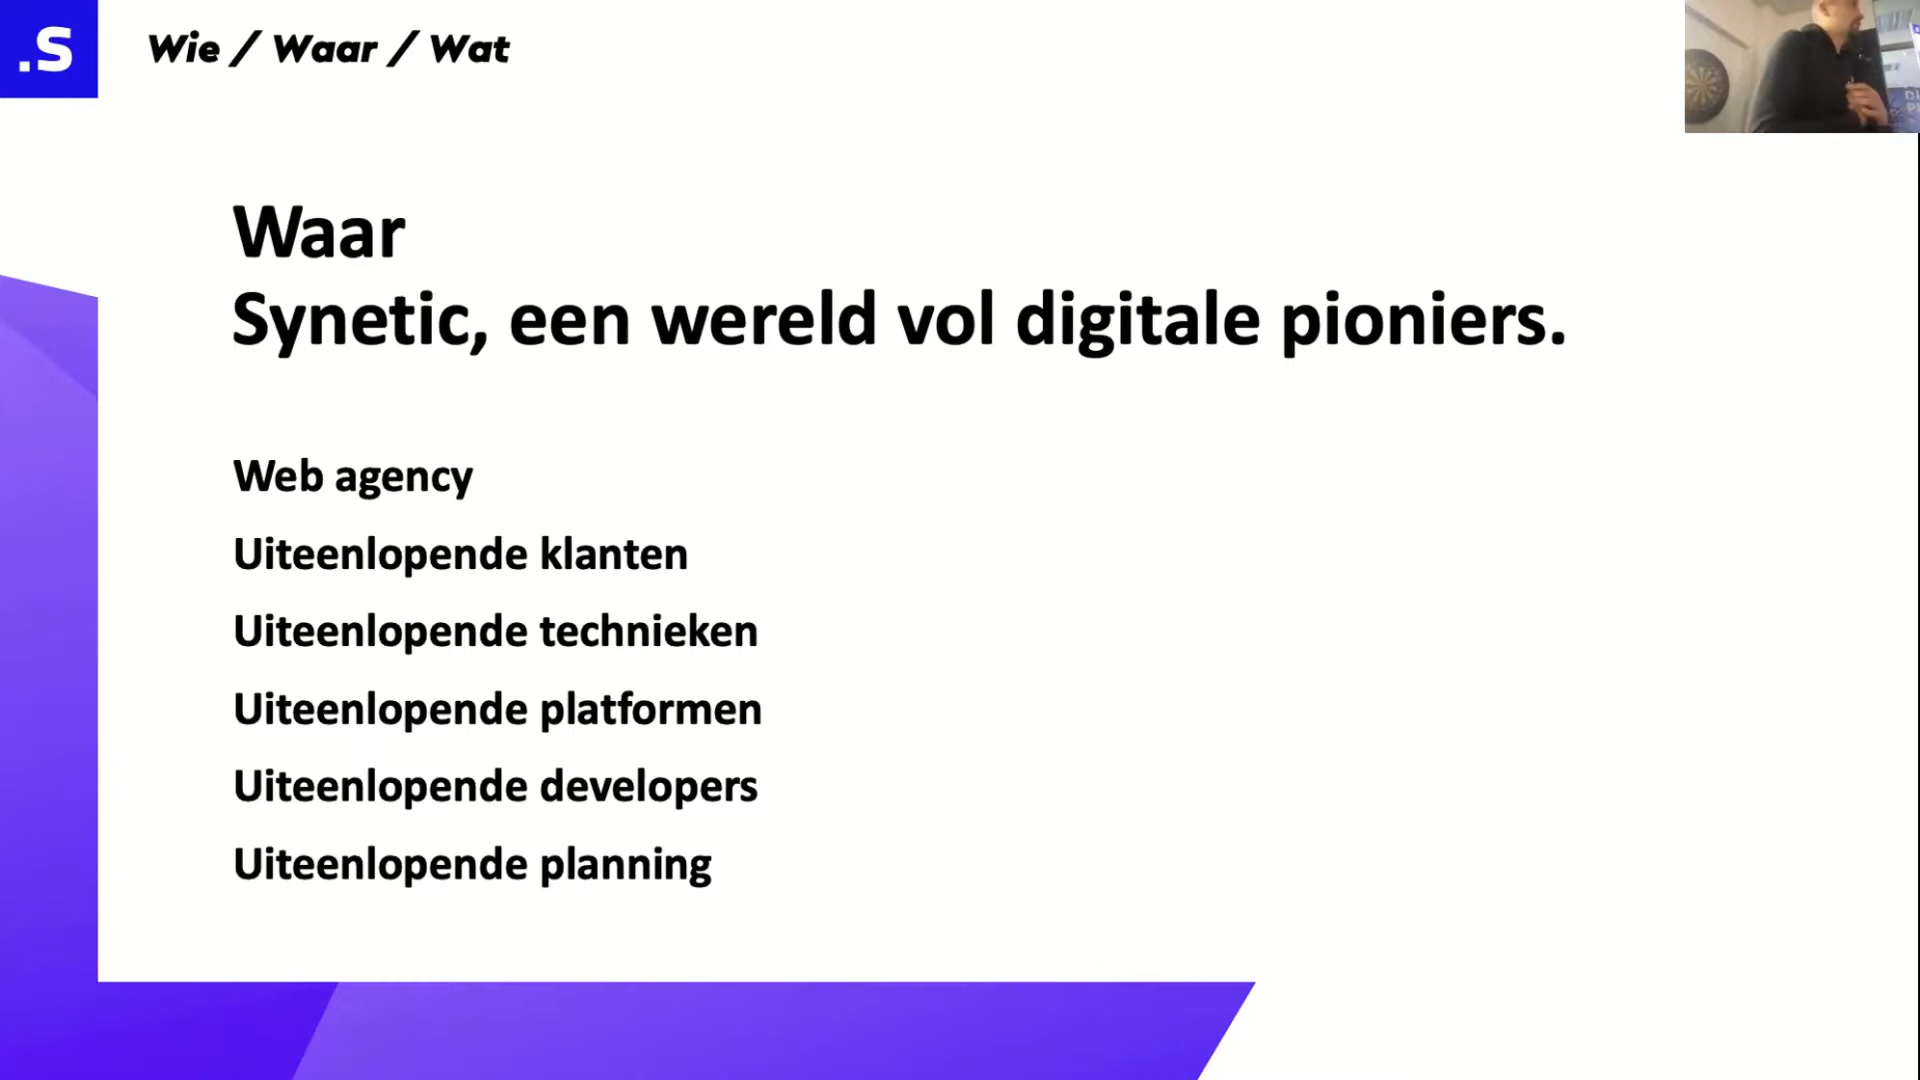 .S
Wie / Waar / Wat
Waar
Synetic, een wereld vol digitale pioniers.
Web agency
Uiteenlopende klanten
Uiteenlopende technieken
Uiteenlopende platformen
Uiteenlopende developers
Uiteenlopende planning